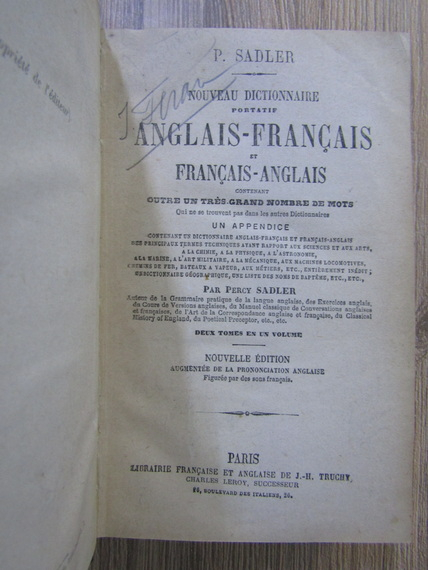 P. SADLER
NOUVEAU DICTIONNAIRE
PORTATIF
ANGLAIS-FRANÇAIS
ET
FRANÇAIS-ANGLAIS
CONTENANT
OUTRE UN TRÈS-GRAND NOMBRE DE MOTS
Qui ne se trouvent pas dans les autres Dictionnaires
UN APPENDICE
CONTENANT UN DICTIONNAIRE ANGLAIS-FRANÇAIS ET FRANÇAIS-ANGLAIS
DES PRINCIPAUX TERMES TECHNIQUES AYANT RAPPORT AUX SCIENCES ET AUX ARTS,
A LA CHIMIE, A LA PHYSIQUE, A L'ASTRONOMIE,
A LA MARINE, A L'ART MILITAIRE, A LA MÉCANIQUE, AUX MACHINES LOCOMOTIVES,
CHEMINS DE FER, BATEAUX A VAPEUR, AUX MÉTIERS, ETC., ENTIÈREMENT INÉDIT;
UN DICTIONNAIRE GÉOGRAPHIQUE, UNE LISTE DES NOMS DE BAPTÊME, ETC., ETC.,
PAR PERCY SADLER
Auteur de la Grammaire pratique de la langue anglaise, des Exercices anglais,
du Cours de Versions anglaises, du Manuel classique de Conversations anglaises
et françaises, de l'Art de la Correspondance anglaise et française, du Classical
History of England, du Poetical Preceptor, etc., etc.
DEUX TOMES EN UN VOLUME
NOUVELLE ÉDITION
AUGMENTÉE DE LA PRONONCIATION ANGLAISE
Figurée par des sons français.
PARIS
LIBRAIRIE FRANÇAISE ET ANGLAISE DE J.-H. TRUCHY,
CHARLES LEROY, SUCCESSEUR
26, BOULEVARD DES ITALIENS, 26.